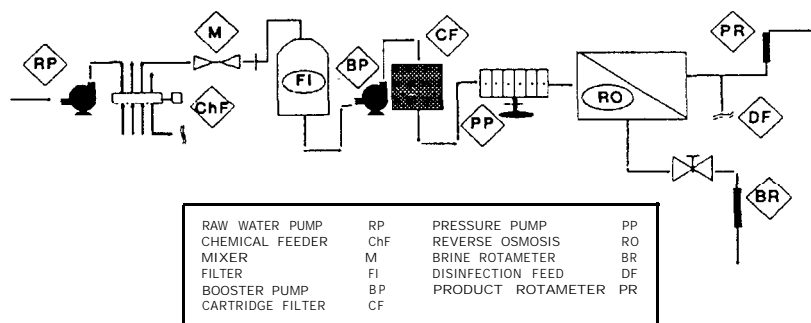 M
CF
PR
RP
BP
FI
ChF
PP
RO
DF
BR
RAW WATER PUMP RP PRESSURE PUMP PP
CHEMICAL FEEDER ChF REVERSE OSMOSIS RO
MIXER M BRINE ROTAMETER BR
FILTER FI DISINFECTION FEED DF
BOOSTER PUMP BP PRODUCT ROTAMETER PR
CARTRIDGE FILTER CF